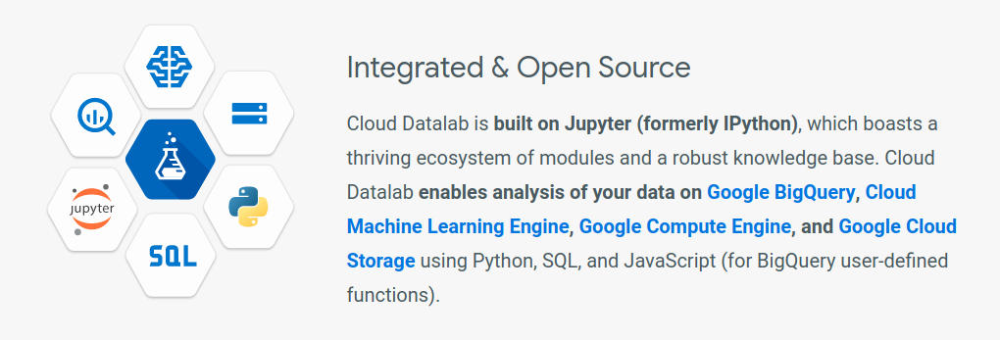 Integrated & Open Source
Cloud Datalab is built on Jupyter (formerly IPython), which boasts a
thriving ecosystem of modules and a robust knowledge base. Cloud
Datalab enables analysis of your data on Google BigQuery, Cloud
Machine Learning Engine, Google Compute Engine, and Google Cloud
Storage using Python, SQL, and JavaScript (for BigQuery user-defined
functions).
jupyter
SQL